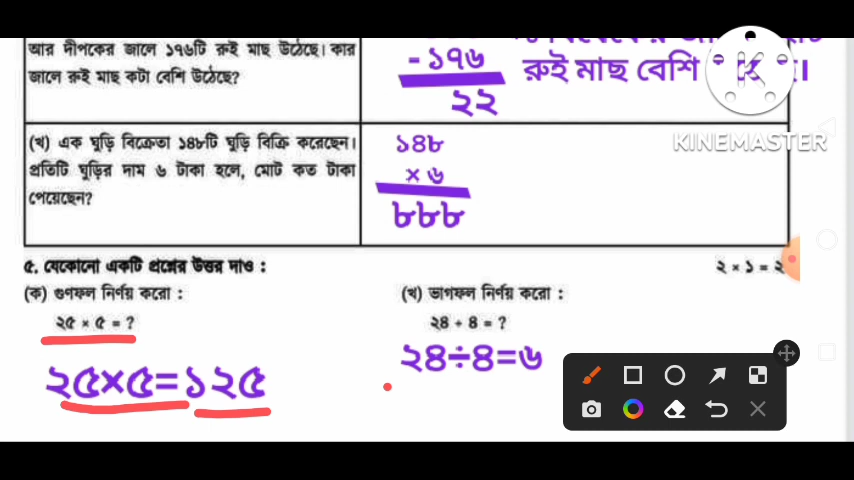 আর দীপকের জালে ১৭৬টি রুই মাছ উঠেছে। কার
জালে রুই মাছ কটা বেশি উঠেছে?
- ১৭৬
২২
রুই মাছ বেশি
KINEMASTER
(খ) এক ঘুড়ি বিক্রেতা ১৪৮টি ঘুড়ি বিক্রি করেছেন।
প্রতিটি ঘুড়ির দাম ৬ টাকা হলে, মোট কত টাকা
পেয়েছেন?
১৪৮
× ৬
৮৮৮
৫. যেকোনো একটি প্রশ্নের উত্তর দাও :
২ × ১ = ২
(ক) গুণফল নির্ণয় করো :
২৫ × ৫ = ?
২৫×৫=১২৫
(খ) ভাগফল নির্ণয় করো :
২৪ ÷ ৪ = ?
২৪÷৪=৬